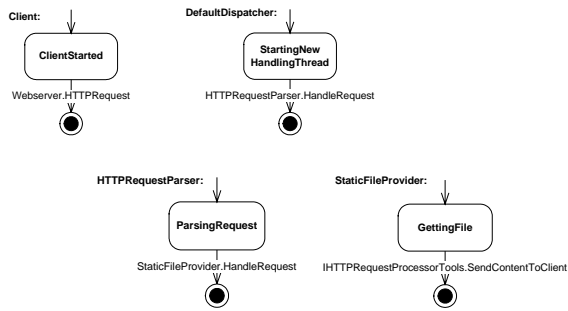 Client:
ClientStarted
Webserver.HTTPRequest
DefaultDispatcher:
StartingNew
HandlingThread
HTTPRequestParser.HandleRequest
HTTPRequestParser:
ParsingRequest
StaticFileProvider.HandleRequest
StaticFileProvider:
GettingFile
IHTTPRequestProcessorTools.SendContentToClient